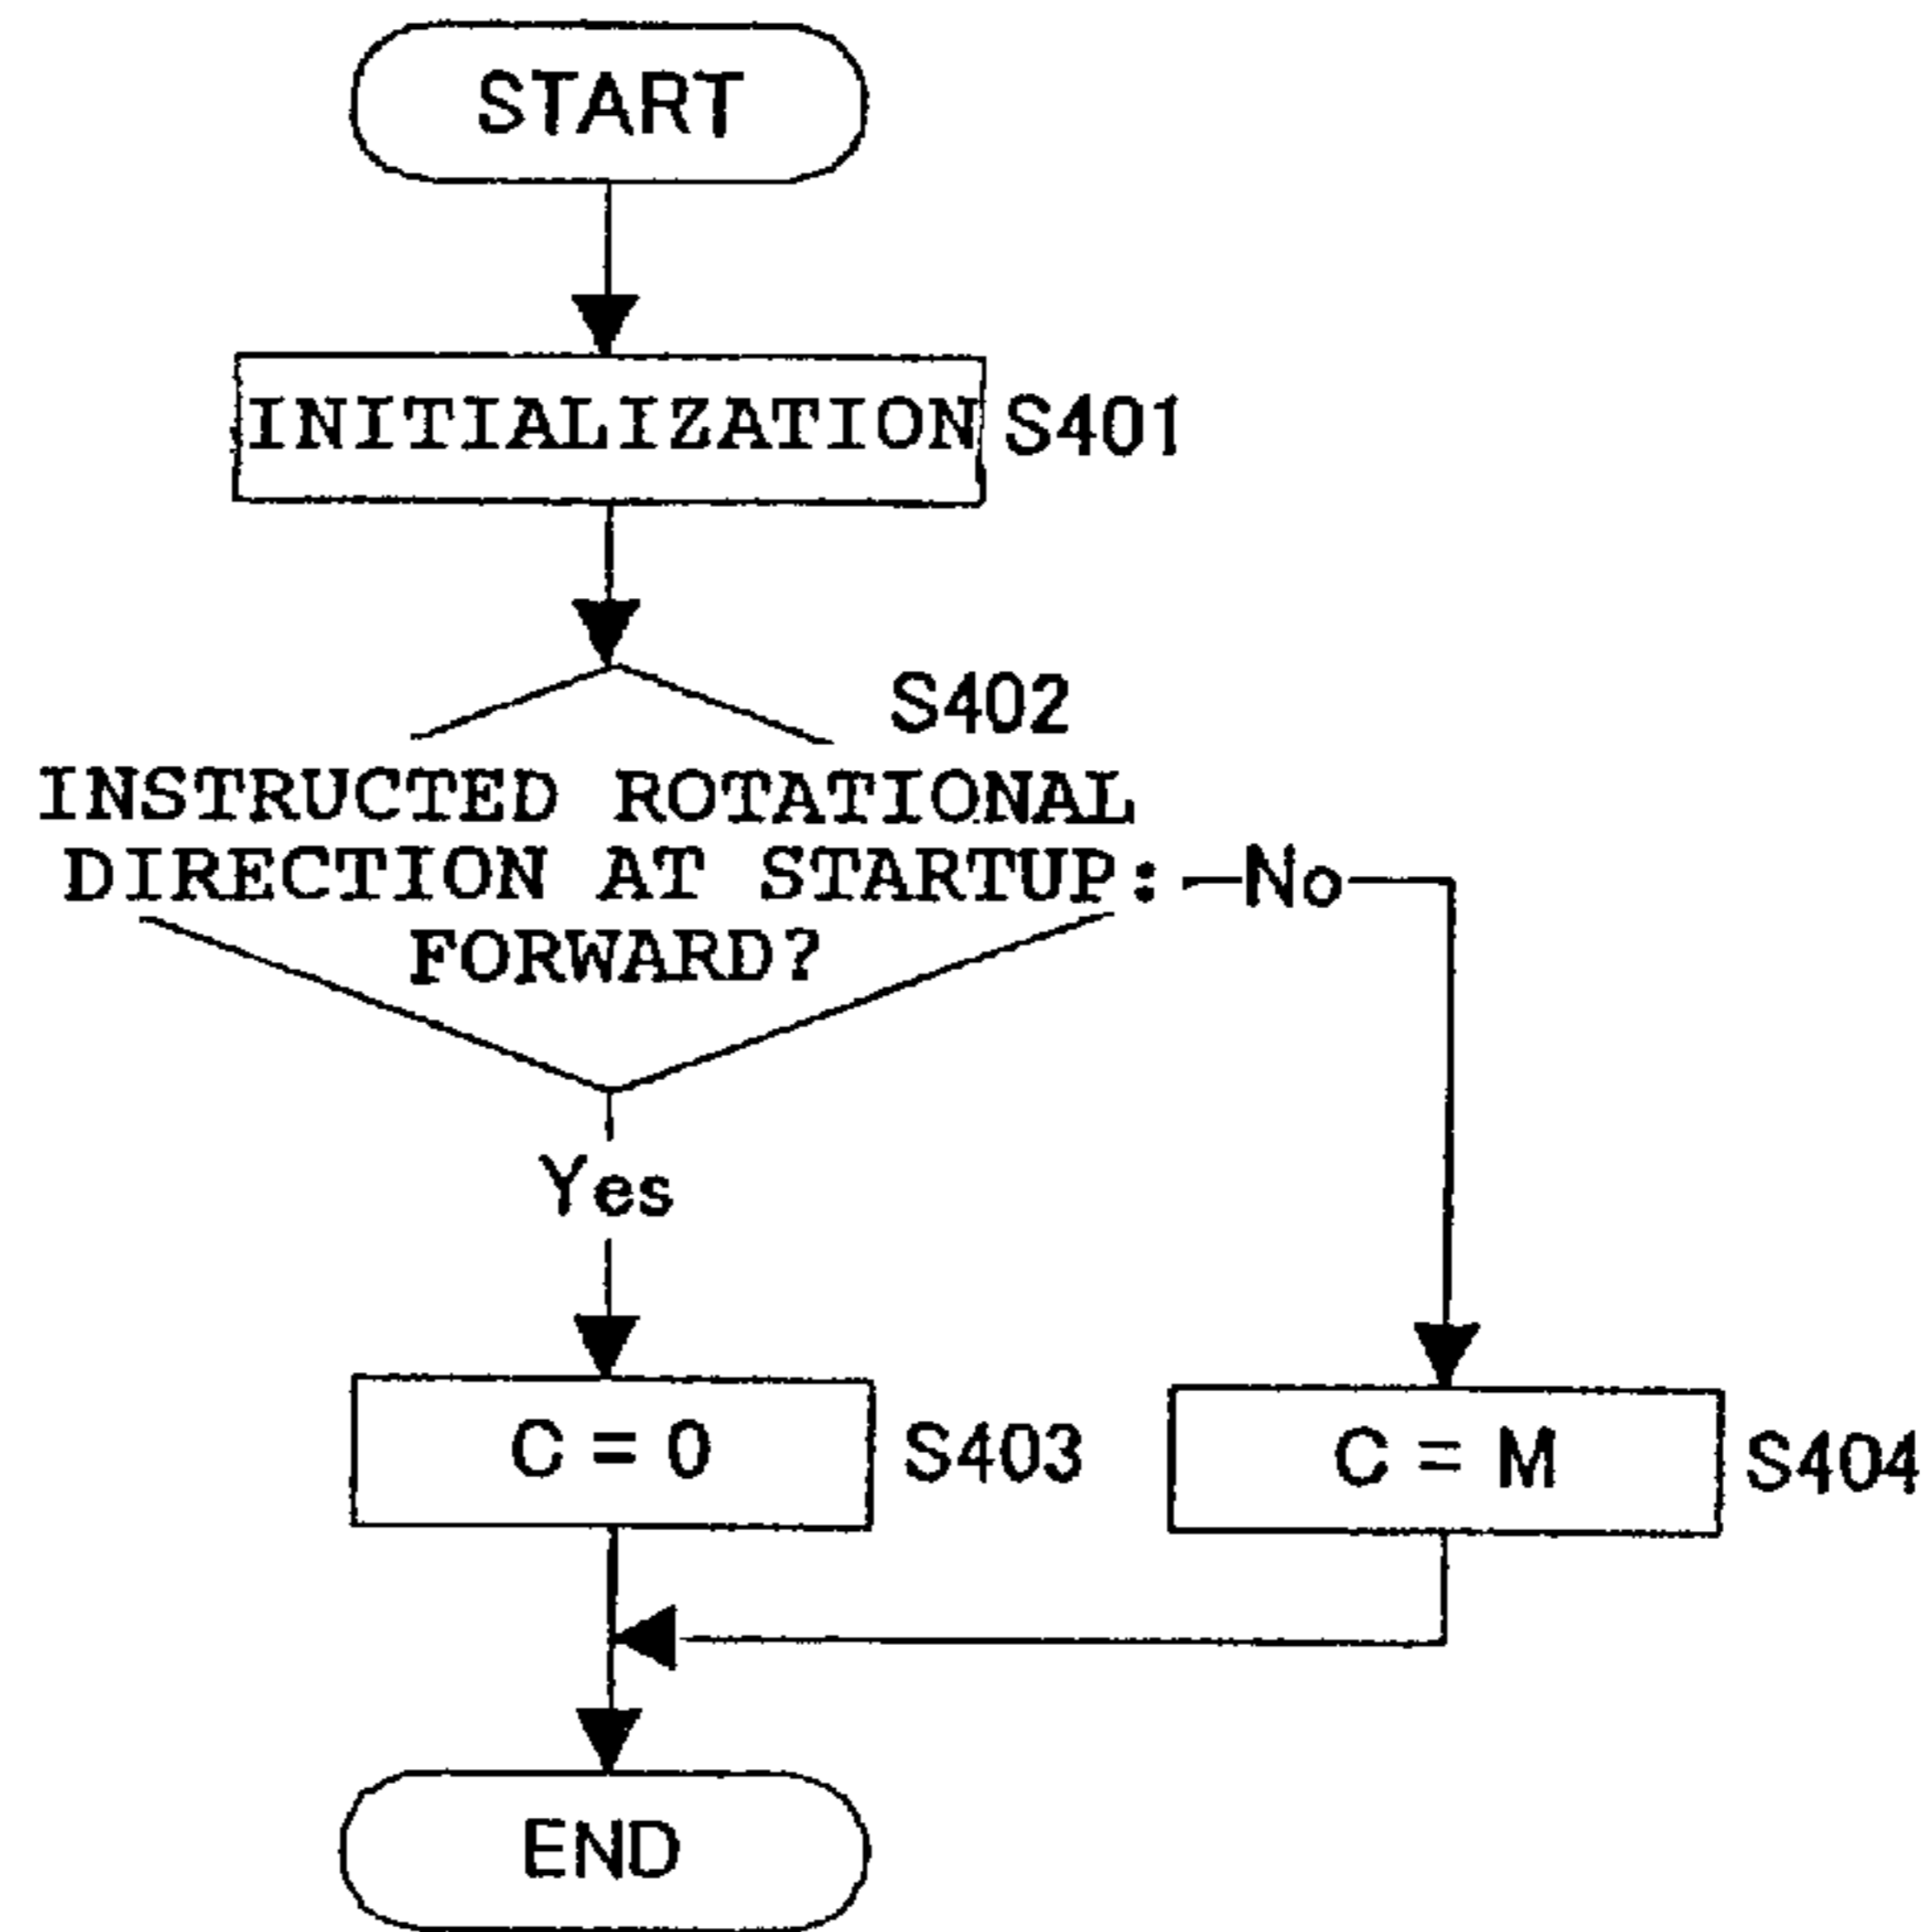 START
INITIALIZATION S401
S402
INSTRUCTED ROTATIONAL
DIRECTION AT STARTUP: No
FORWARD?
Yes
C = 0 S403
C = M S404
END